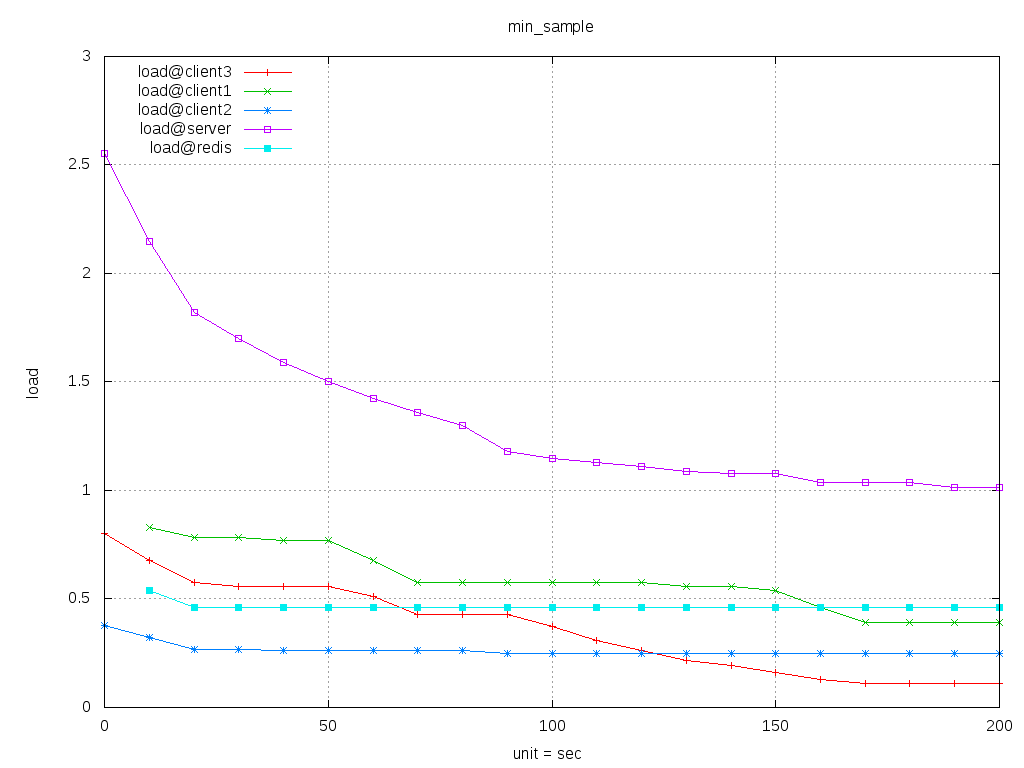 min_sample
3
2.5
2
1.5
1
0.5
0
load
load@client3
load@client1
load@client2
load@server
load@redis
0 50 100 150 200
unit = sec